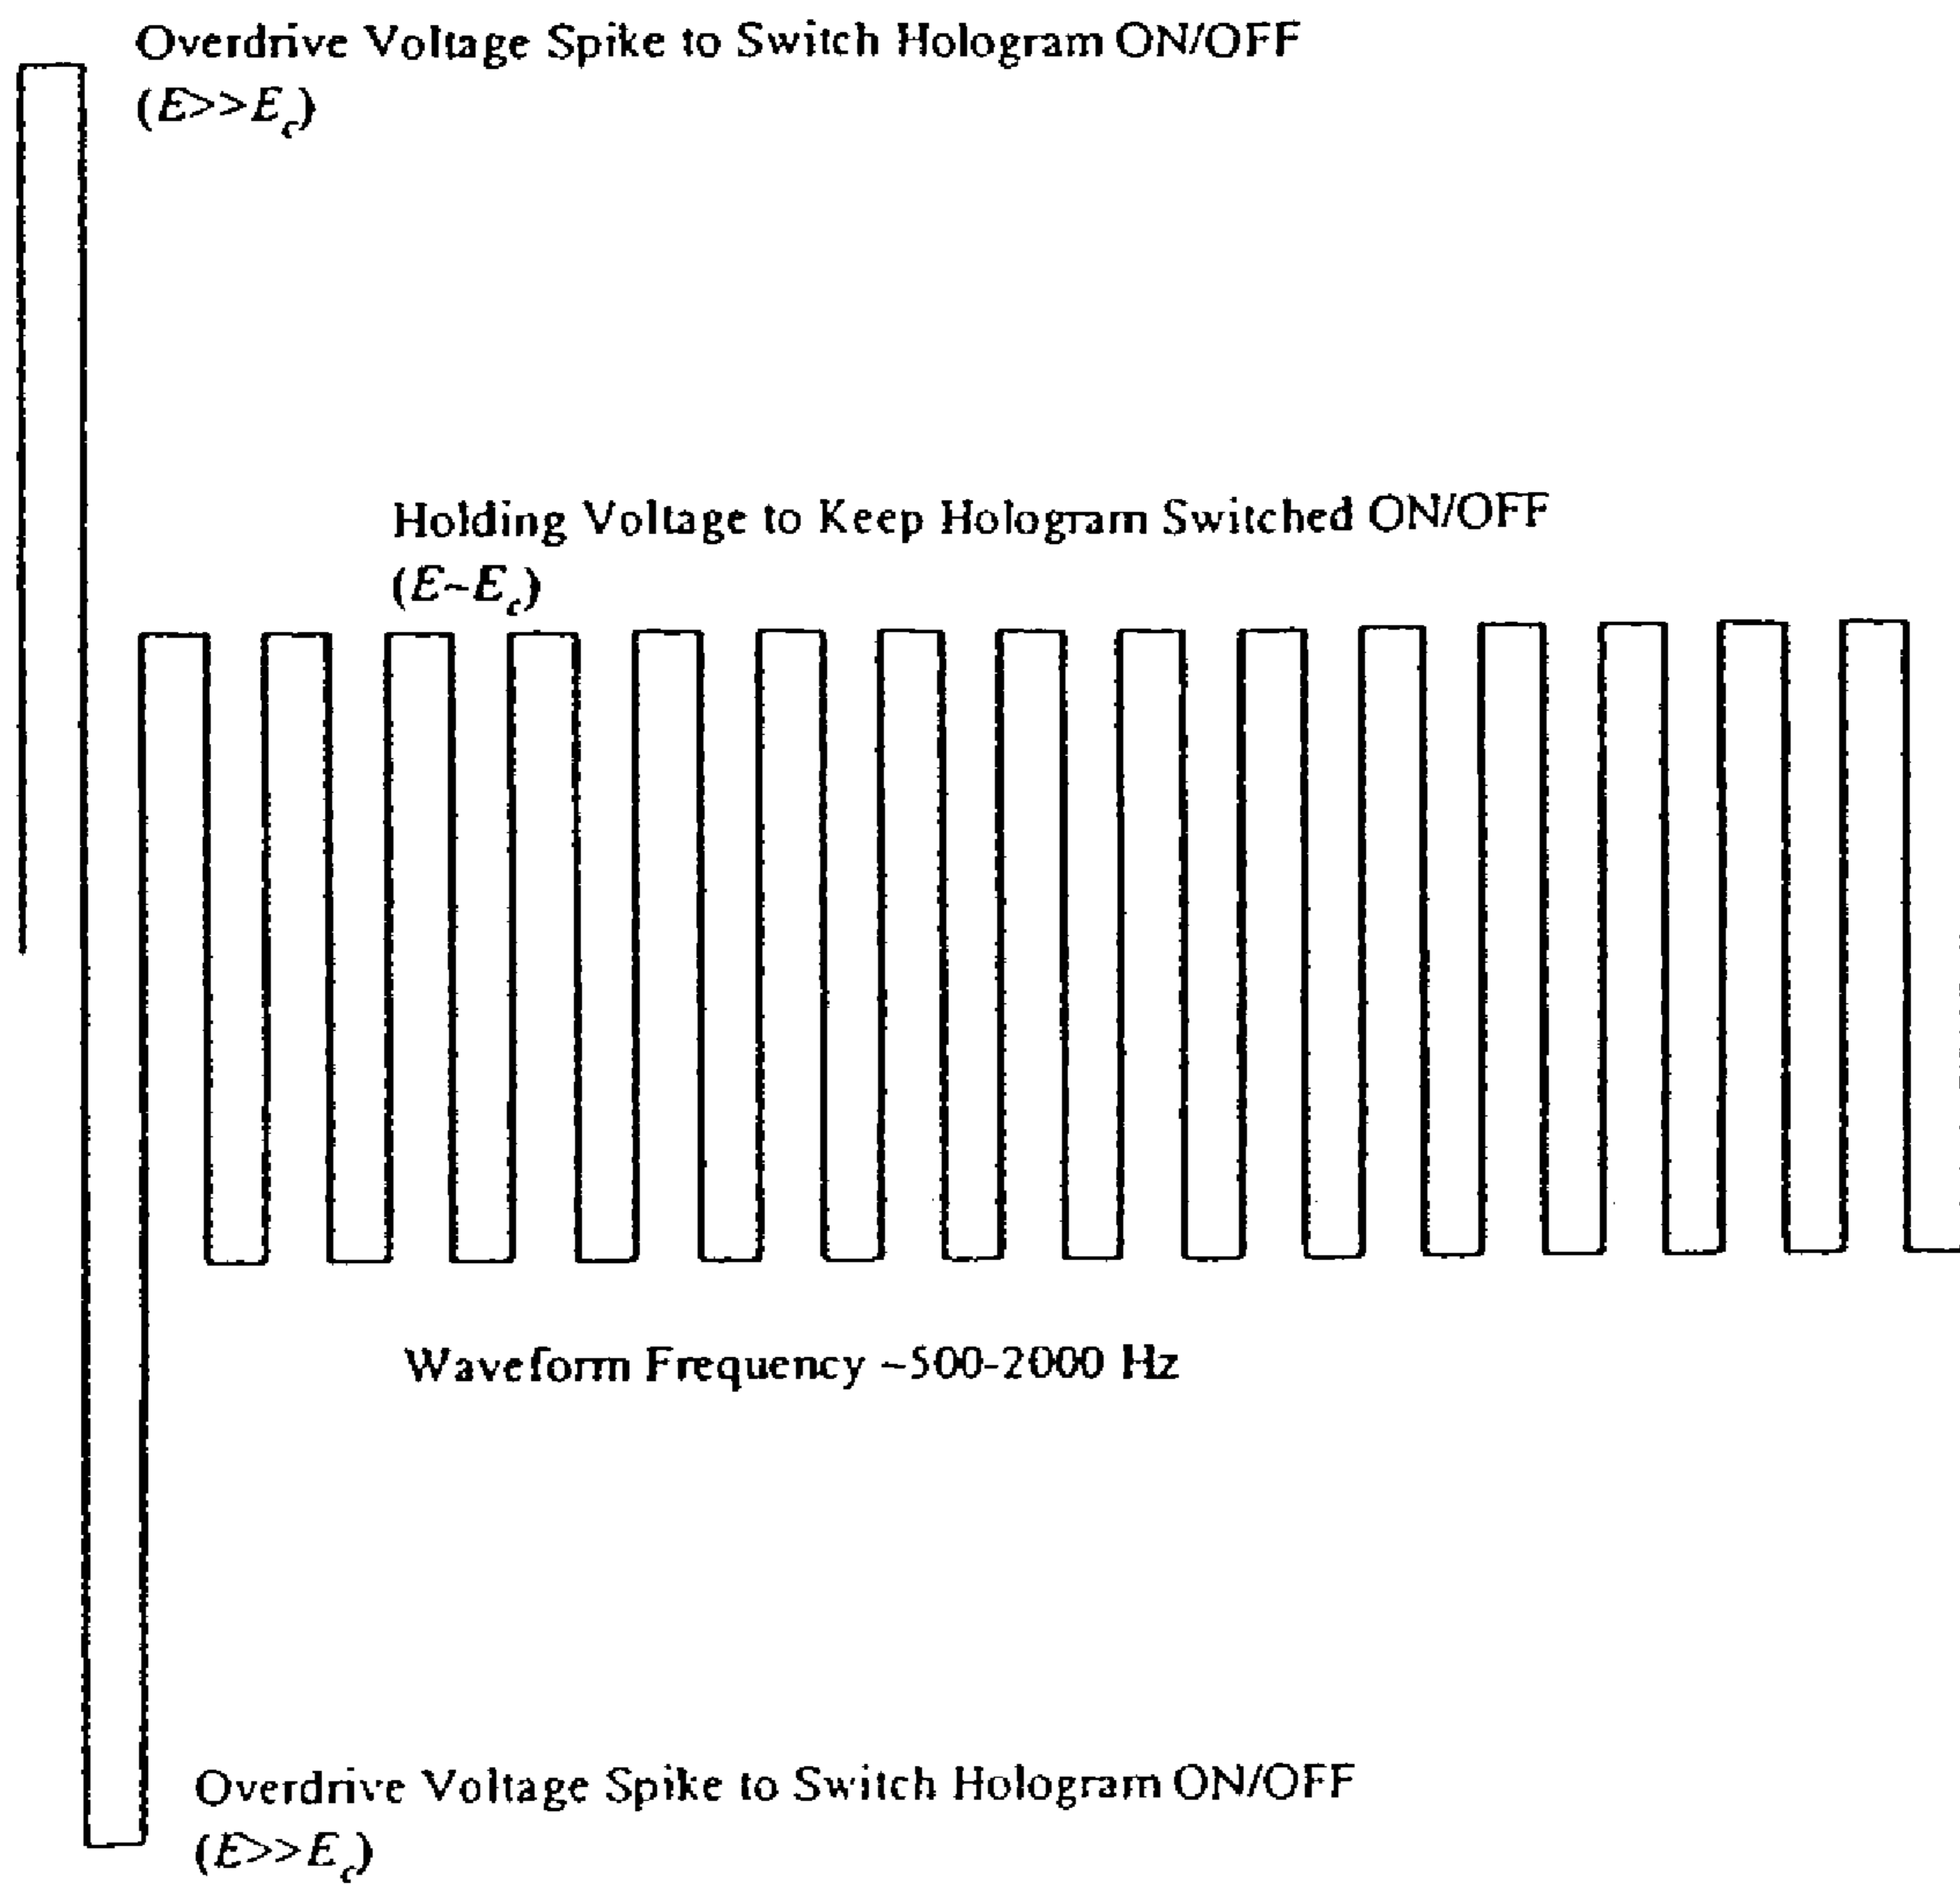 Overdrive Voltage Spike to Switch Hologram ON/OFF
(E>>E_c)
Holding Voltage to Keep Hologram Switched ON/OFF
(E~E_c)
Waveform Frequency ~500-2000 Hz
Overdrive Voltage Spike to Switch Hologram ON/OFF
(E>>E_c)